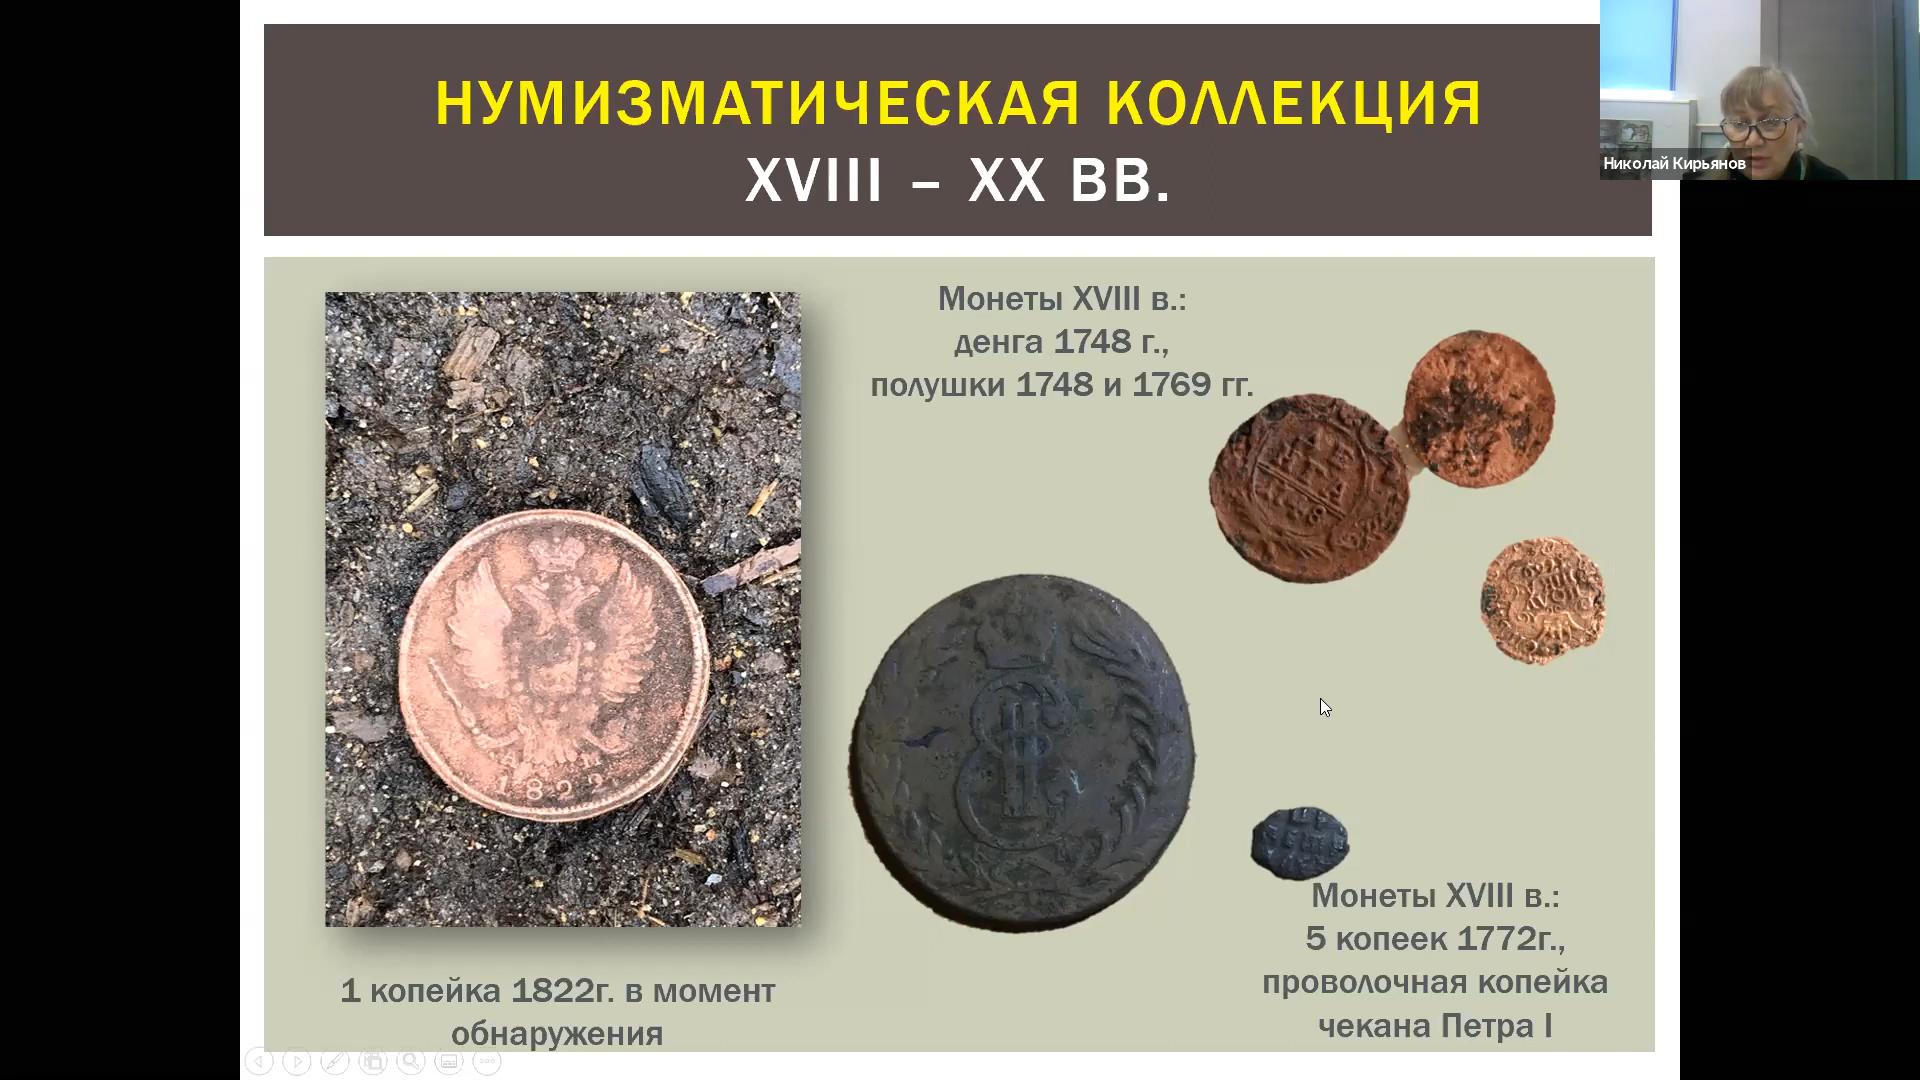 НУМИЗМАТИЧЕСКАЯ КОЛЛЕКЦИЯ
XVIII – XX ВВ.
Николай Кирьянов
Монеты XVIII в.:
денга 1748 г.,
полушки 1748 и 1769 гг.
1822
1 копейка 1822г. в момент
обнаружения
Монеты XVIII в.:
5 копеек 1772г.,
проволочная копейка
чекана Петра I